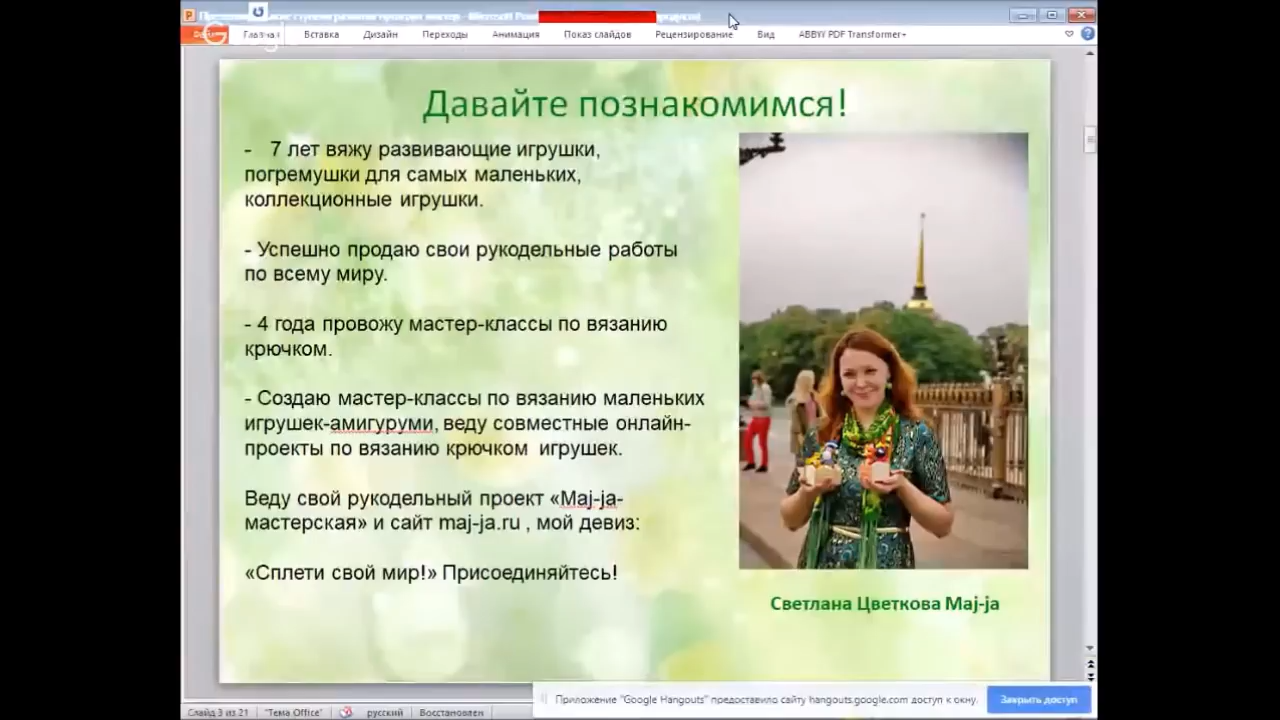 Файл Главная Вставка Дизайн Переходы Анимация Показ слайдов Рецензирование Вид ABBYY PDF Transformer+
Google
Давайте познакомимся!
- 7 лет вяжу развивающие игрушки,
погремушки для самых маленьких,
коллекционные игрушки.
- Успешно продаю свои рукодельные работы
по всему миру.
- 4 года провожу мастер-классы по вязанию
крючком.
- Создаю мастер-классы по вязанию маленьких
игрушек-амигуруми, веду совместные онлайн-
проекты по вязанию крючком игрушек.
Веду свой рукодельный проект «Maj-ja-
мастерская» и сайт maj-ja.ru , мой девиз:
«Сплети свой мир!» Присоединяйтесь!
Светлана Цветкова Maj-ja
Приложение "Google Hangouts" предоставило сайту hangouts.google.com доступ к окну.
Закрыть доступ
Слайд 3 из 21 "Тема Office" русский Восстановлен